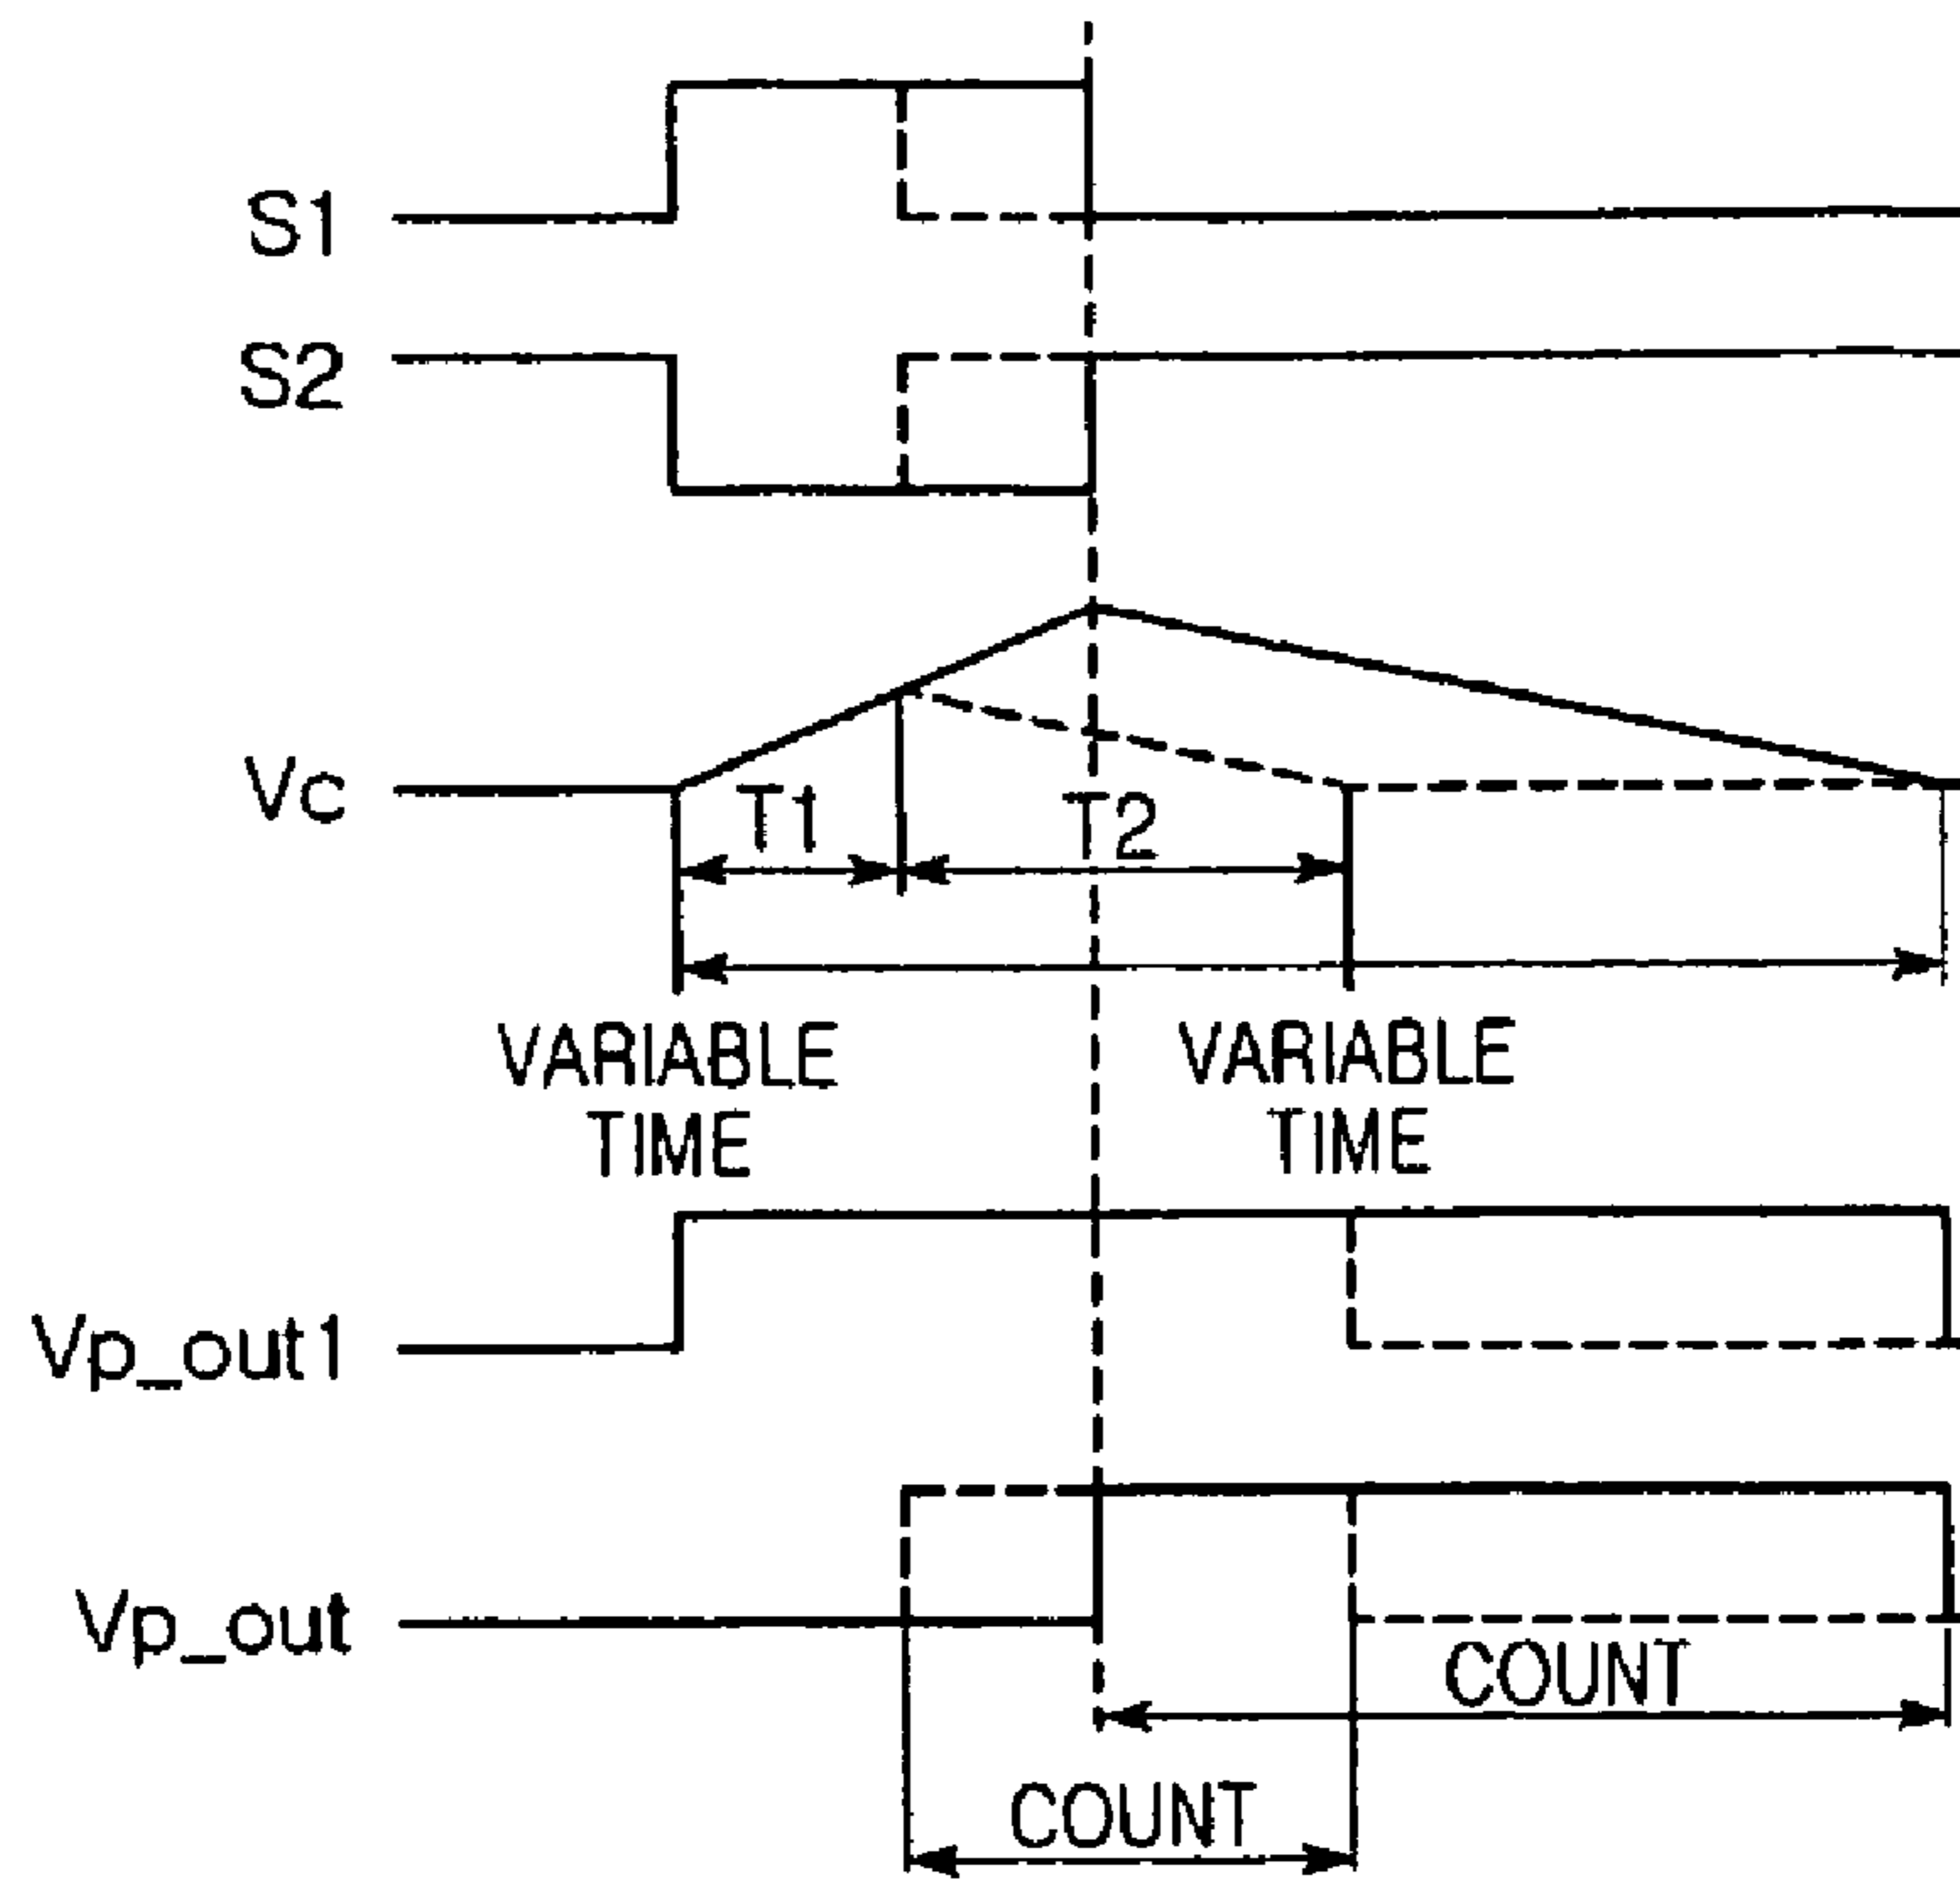 S1
S2
Vc
T1
T2
VARIABLE
TIME
VARIABLE
TIME
Vp_out1
Vp_out
COUNT
COUNT